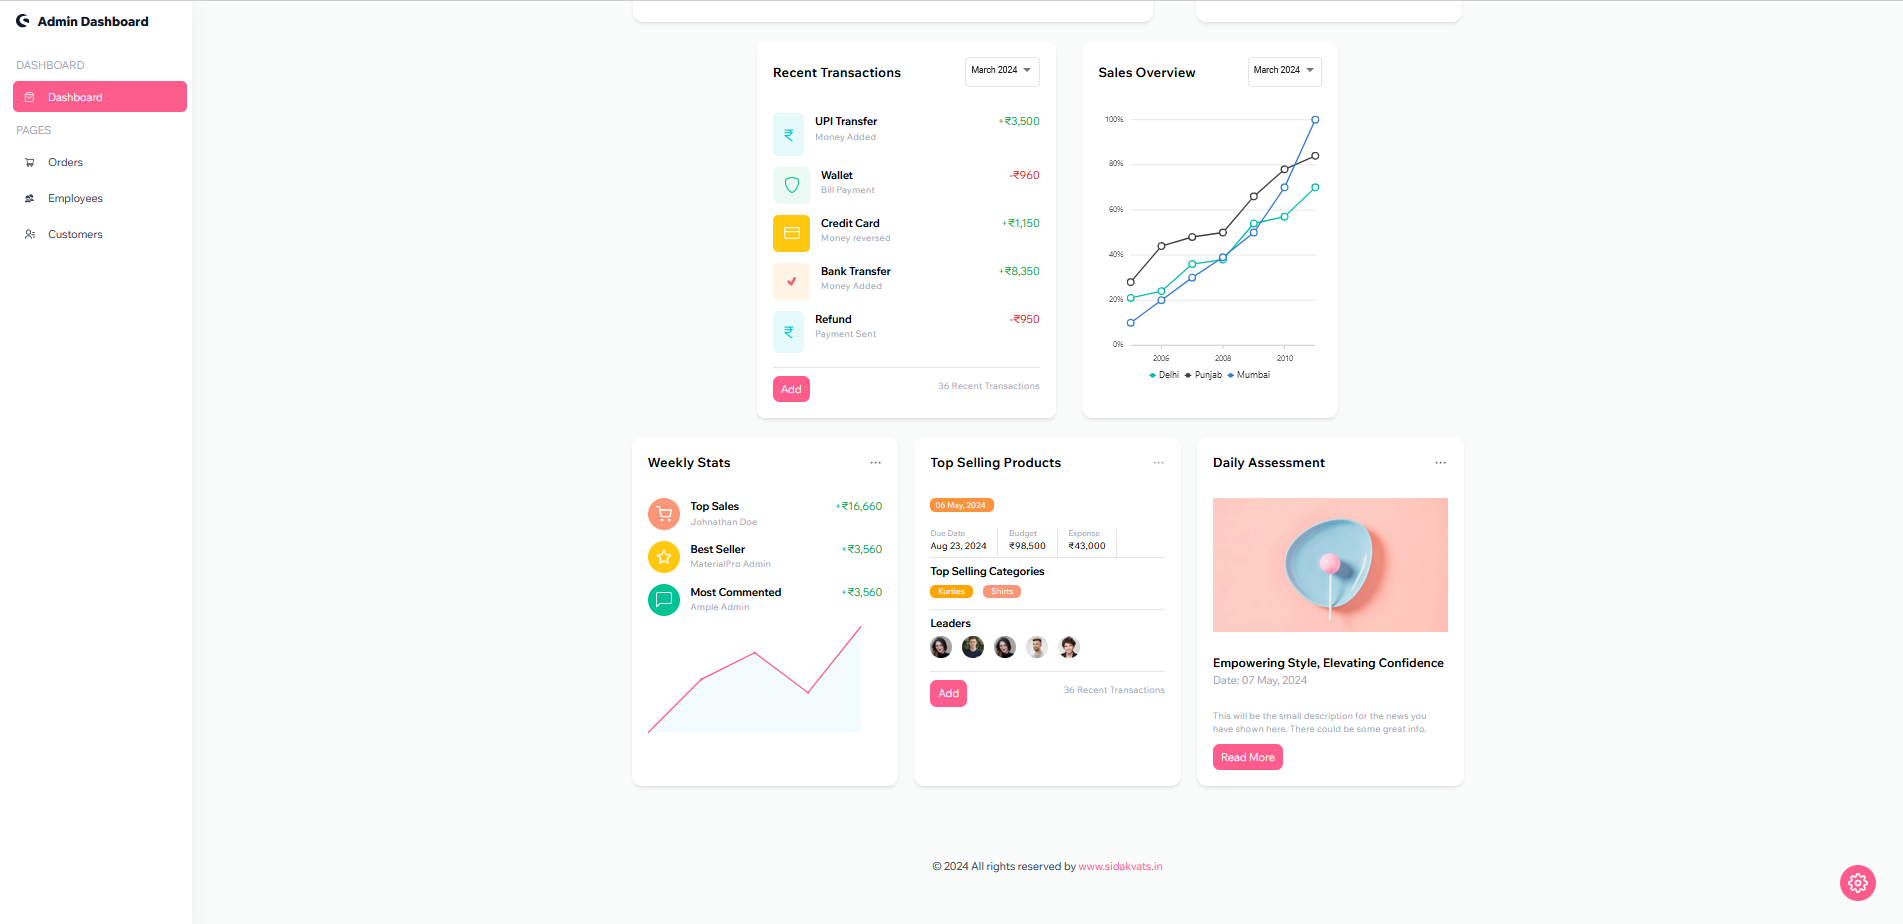 Admin Dashboard
DASHBOARD
Dashboard
PAGES
Orders
Employees
Customers
Recent Transactions
March 2024
UPI Transfer
+₹3,500
Money Added
Wallet
-₹960
Bill Payment
Credit Card
+₹1,150
Money reversed
Bank Transfer
+₹8,350
Money Added
Refund
-₹950
Payment Sent
Add
36 Recent Transactions
Sales Overview
March 2024
100%
80%
60%
40%
20%
0%
2006 2008 2010
Delhi Punjab Mumbai
Weekly Stats
Top Sales
+₹16,660
Johnathan Doe
Best Seller
+₹3,560
MaterialPro Admin
Most Commented
+₹3,560
Ample Admin
Top Selling Products
06 May, 2024
Due Date Budget Expense
Aug 23, 2024 ₹98,500 ₹43,000
Top Selling Categories
Kurties Shirts
Leaders
Add
36 Recent Transactions
Daily Assessment
Empowering Style, Elevating Confidence
Date: 07 May, 2024
This will be the small description for the news you
have shown here. There could be some great info.
Read More
© 2024 All rights reserved by www.sidakvats.in